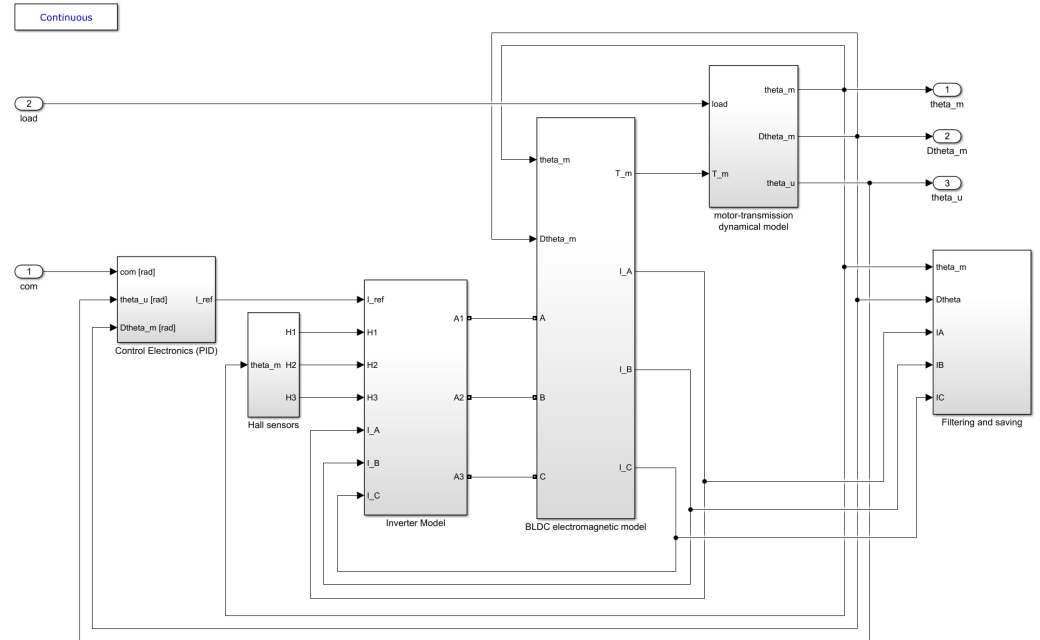 Continuous
2
load
load
T_m
theta_m
Dtheta_m
theta_u
motor-transmission
dynamical model
1
theta_m
2
Dtheta_m
3
theta_u
theta_m
Dtheta_m
A
B
C
T_m
I_A
I_B
I_C
BLDC electromagnetic model
1
com
com [rad]
theta_u [rad]
Dtheta_m [rad]
I_ref
Control Electronics (PID)
theta_m
H1
H2
H3
Hall sensors
I_ref
H1
H2
H3
I_A
I_B
I_C
A1
A2
A3
Inverter Model
theta_m
Dtheta
IA
IB
IC
Filtering and saving